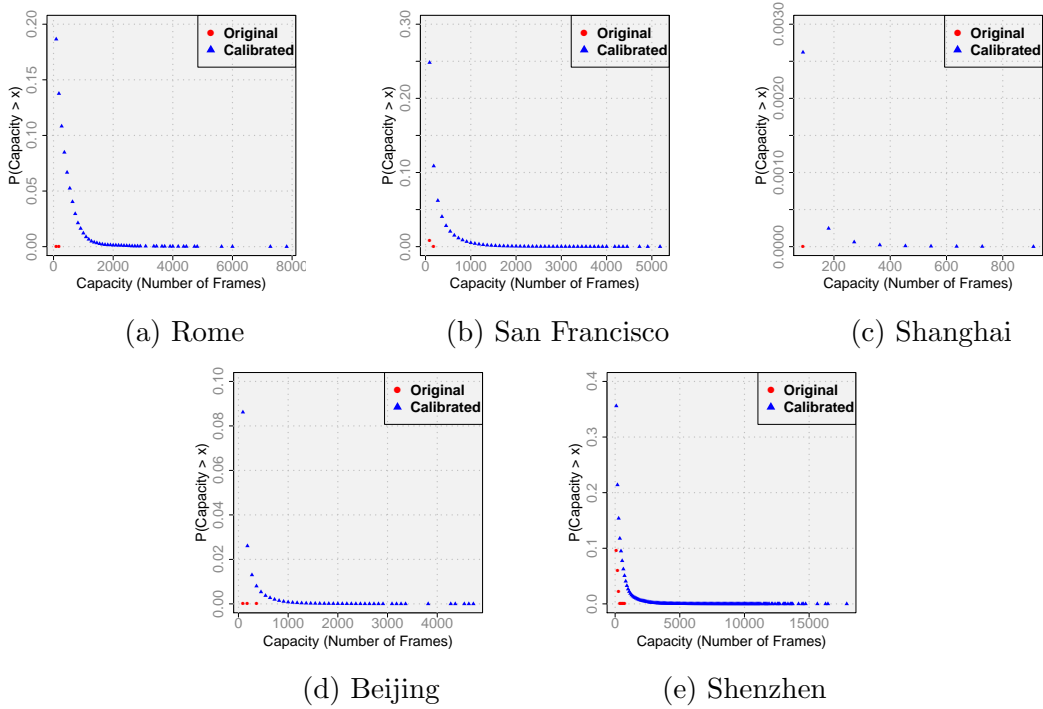 0.20
0.15
0.10
0.05
0.00
P(Capacity > x)
Original
Calibrated
0 2000 4000 6000 8000
Capacity (Number of Frames)
(a) Rome
0.30
0.20
0.10
0.00
P(Capacity > x)
Original
Calibrated
0 1000 2000 3000 4000 5000
Capacity (Number of Frames)
(b) San Francisco
0.0030
0.0020
0.0010
0.0000
P(Capacity > x)
Original
Calibrated
200 400 600 800
Capacity (Number of Frames)
(c) Shanghai
0.10
0.08
0.06
0.04
0.02
0.00
P(Capacity > x)
Original
Calibrated
0 1000 2000 3000 4000
Capacity (Number of Frames)
(d) Beijing
0.4
0.3
0.2
0.1
0.0
P(Capacity > x)
Original
Calibrated
0 5000 10000 15000
Capacity (Number of Frames)
(e) Shenzhen